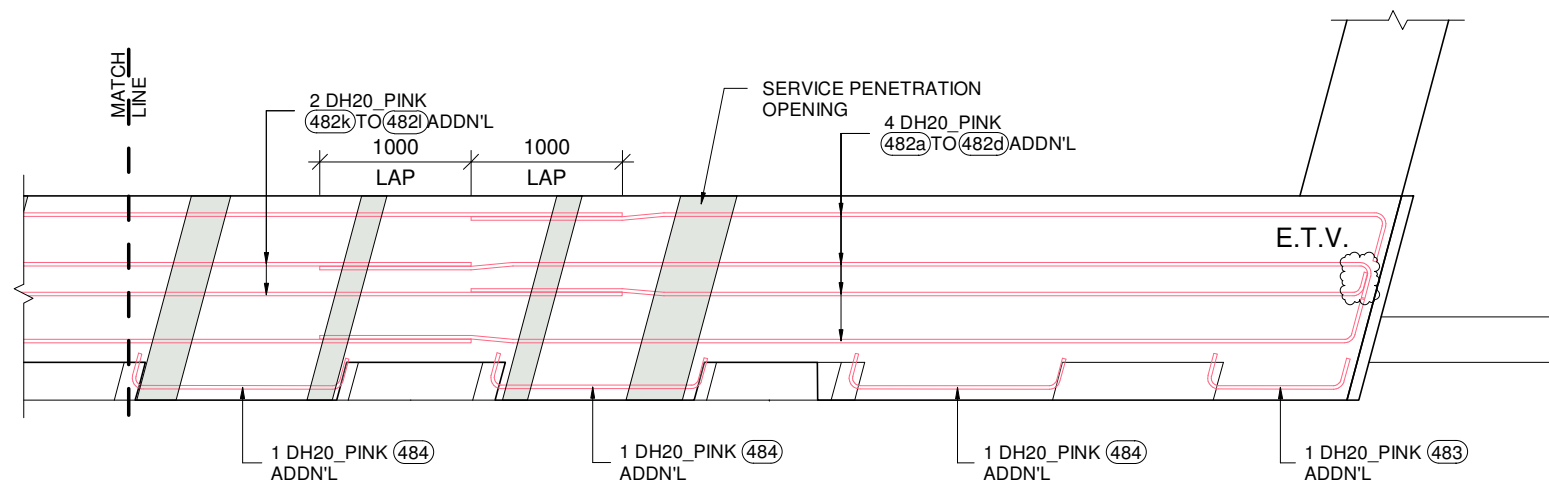 MATCH
LINE
2 DH20_PINK
482k TO 482l ADDN'L
1000
LAP
1000
LAP
SERVICE PENETRATION
OPENING
4 DH20_PINK
482a TO 482d ADDN'L
E.T.V.
1 DH20_PINK 484
ADDN'L
1 DH20_PINK 484
ADDN'L
1 DH20_PINK 484
ADDN'L
1 DH20_PINK 483
ADDN'L